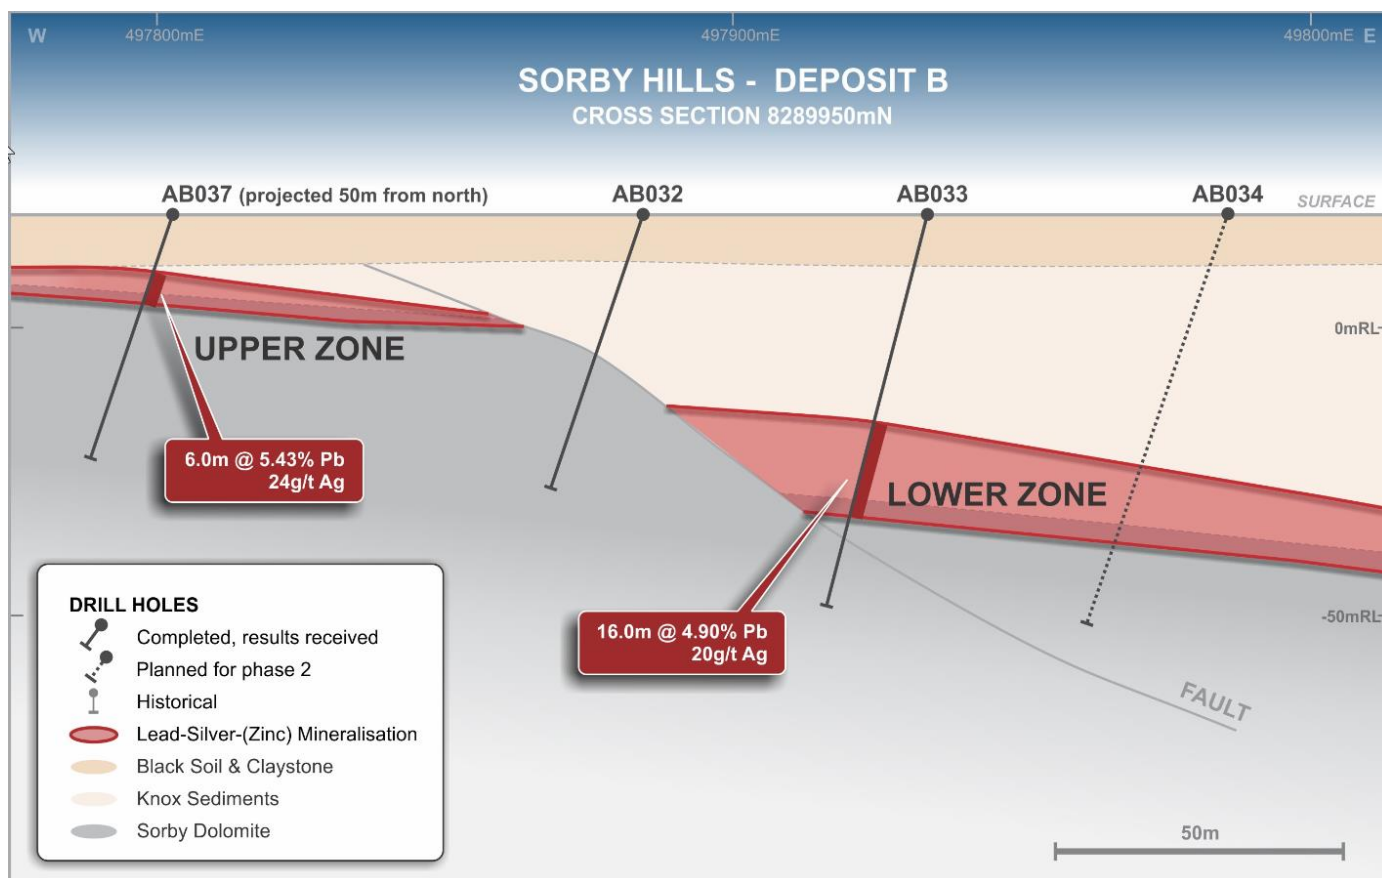 W 497800mE 497900mE 49800mE E
SORBY HILLS - DEPOSIT B
CROSS SECTION 8289950mN
AB037 (projected 50m from north) AB032 AB033 AB034 SURFACE
0mRL
UPPER ZONE
6.0m @ 5.43% Pb
24g/t Ag
LOWER ZONE
16.0m @ 4.90% Pb
20g/t Ag
-50mRL
FAULT
DRILL HOLES
Completed, results received
Planned for phase 2
Historical
Lead-Silver-(Zinc) Mineralisation
Black Soil & Claystone
Knox Sediments
Sorby Dolomite
50m